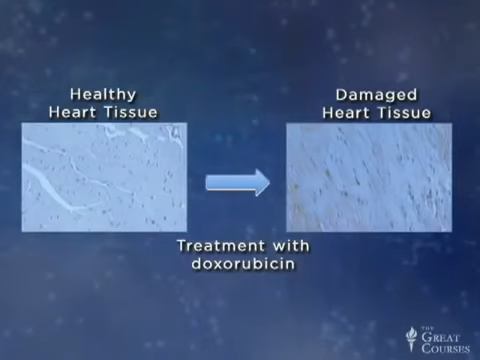 Healthy
Heart Tissue
Damaged
Heart Tissue
Treatment with
doxorubicin
THE
GREAT
COURSES